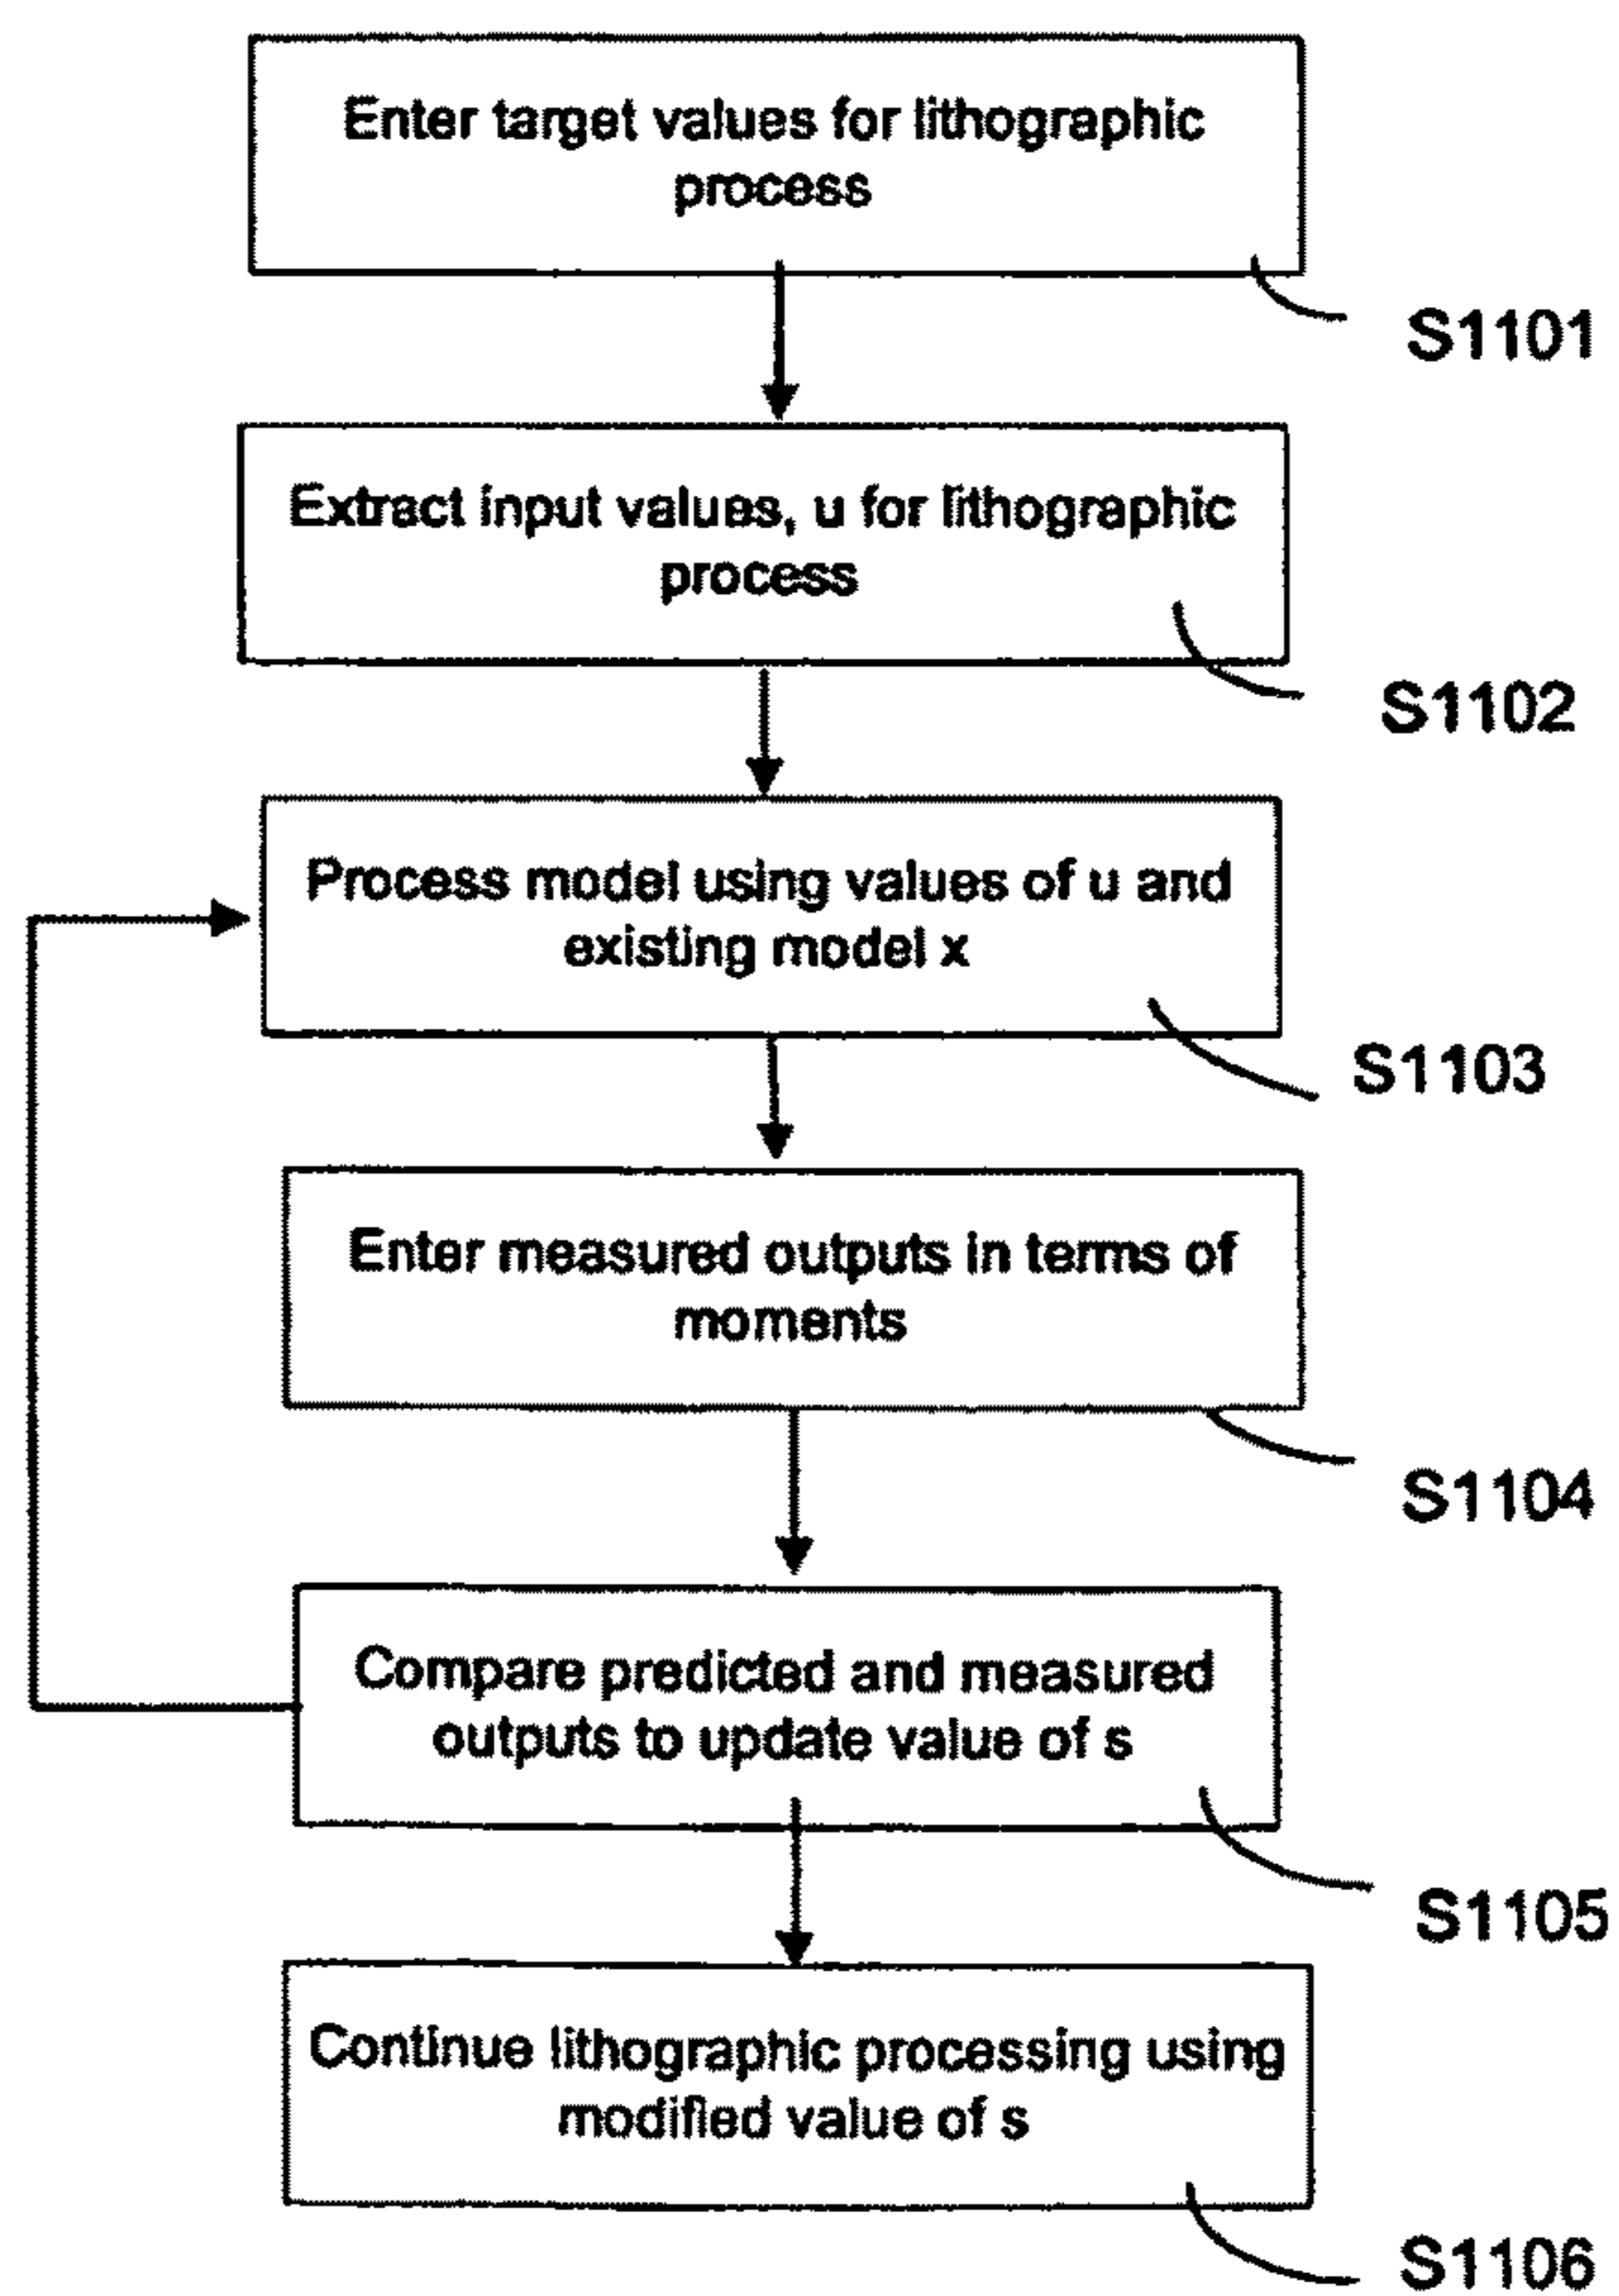 Enter target values for lithographic
process
S1101
Extract input values, u for lithographic
process
S1102
Process model using values of u and
existing model x
S1103
Enter measured outputs in terms of
moments
S1104
Compare predicted and measured
outputs to update value of s
S1105
Continue lithographic processing using
modified value of s
S1106